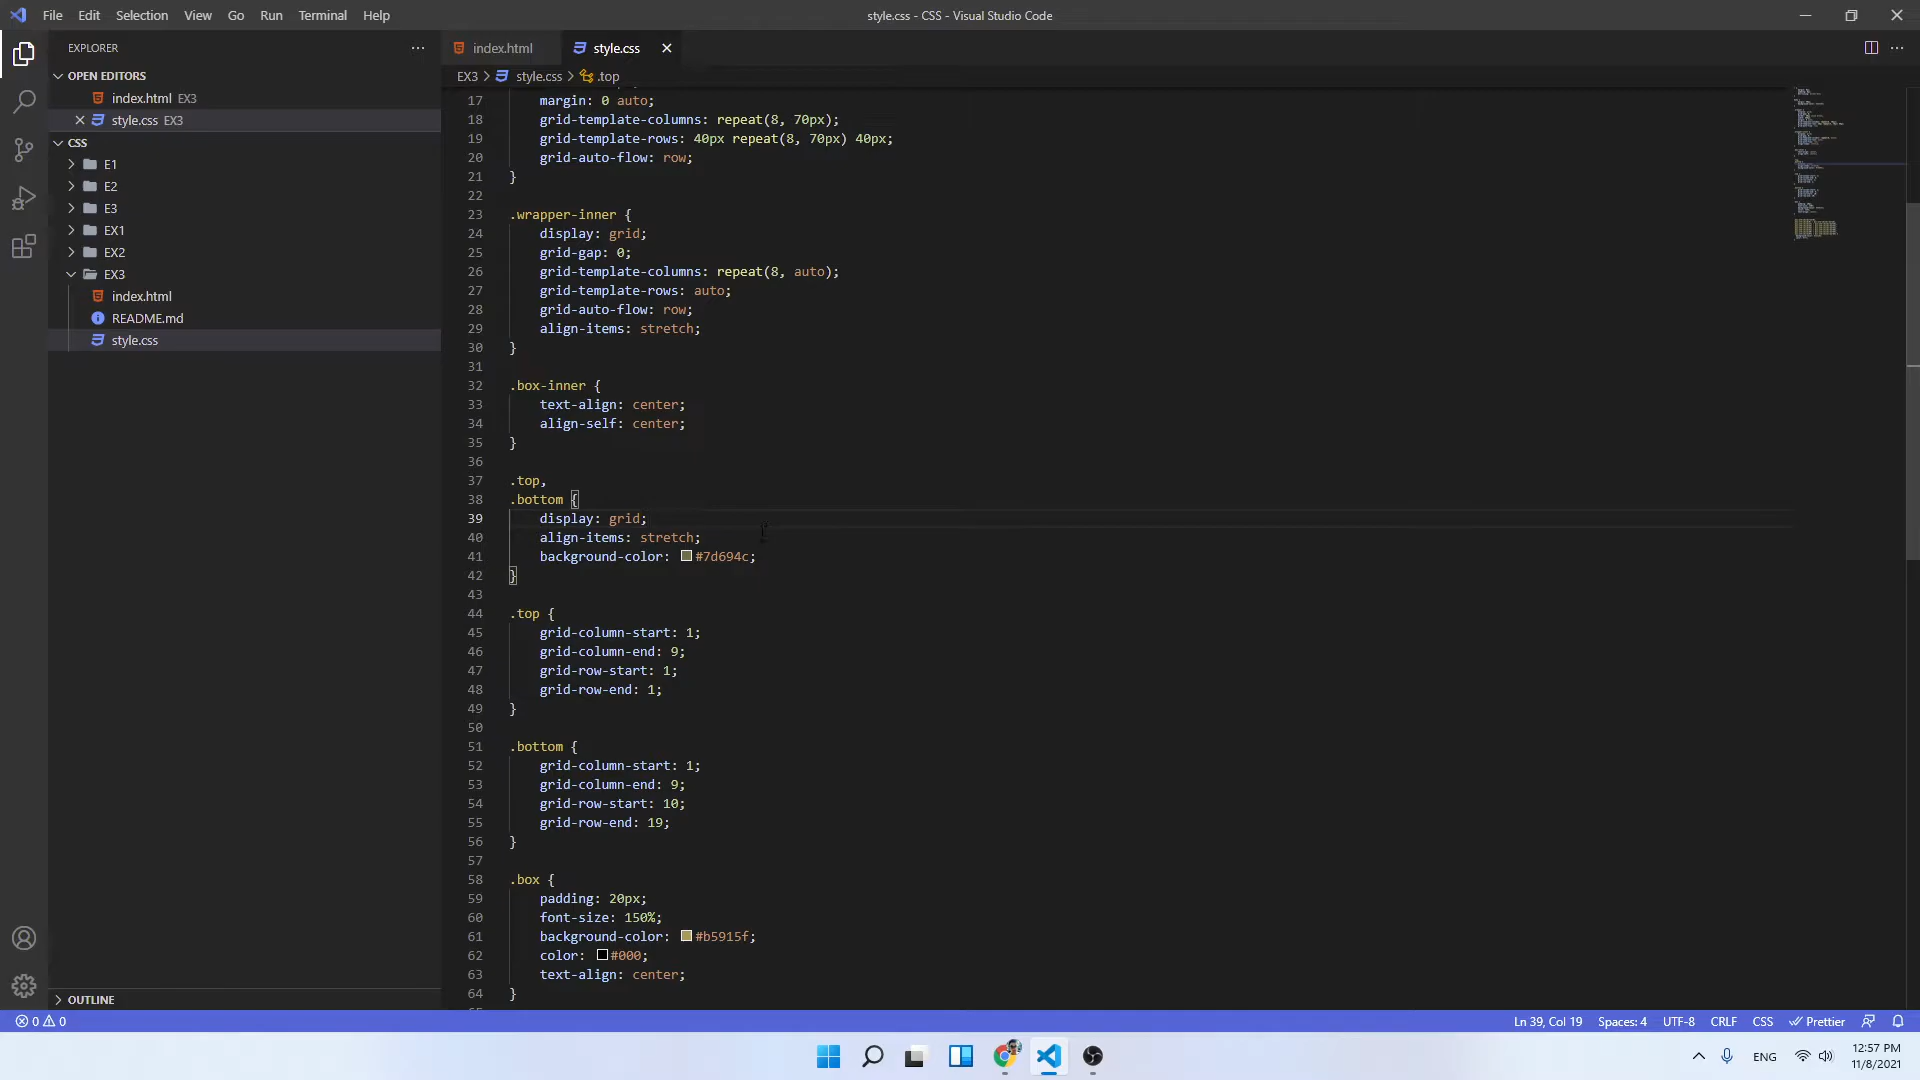 File Edit Selection View Go Run Terminal Help
style.css - CSS - Visual Studio Code
EXPLORER
OPEN EDITORS
index.html EX3
style.css EX3
CSS
E1
E2
E3
EX1
EX2
EX3
index.html
README.md
style.css
OUTLINE
index.html
style.css
EX3 > style.css > .top
17 margin: 0 auto;
18 grid-template-columns: repeat(8, 70px);
19 grid-template-rows: 40px repeat(8, 70px) 40px;
20 grid-auto-flow: row;
21 }
22
23 .wrapper-inner {
24 display: grid;
25 grid-gap: 0;
26 grid-template-columns: repeat(8, auto);
27 grid-template-rows: auto;
28 grid-auto-flow: row;
29 align-items: stretch;
30 }
31
32 .box-inner {
33 text-align: center;
34 align-self: center;
35 }
36
37 .top,
38 .bottom {
39 display: grid;
40 align-items: stretch;
41 background-color: #7d694c;
42 }
43
44 .top {
45 grid-column-start: 1;
46 grid-column-end: 9;
47 grid-row-start: 1;
48 grid-row-end: 1;
49 }
50
51 .bottom {
52 grid-column-start: 1;
53 grid-column-end: 9;
54 grid-row-start: 10;
55 grid-row-end: 19;
56 }
57
58 .box {
59 padding: 20px;
60 font-size: 150%;
61 background-color: #b5915f;
62 color: #000;
63 text-align: center;
64 }
0 0
Ln 39, Col 19 Spaces: 4 UTF-8 CRLF CSS Prettier
ENG
12:57 PM
11/8/2021